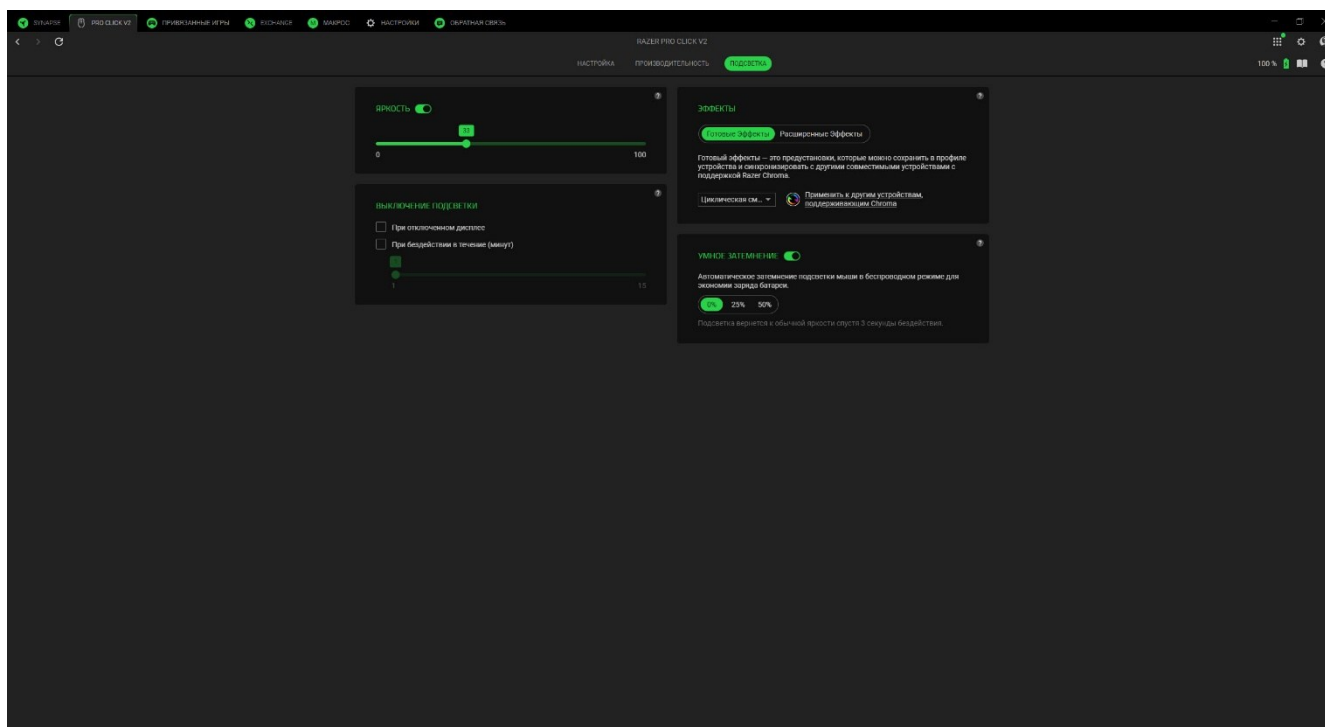 SYNAPSE
PRO CLICK V2
ПРИВЯЗАННЫЕ ИГРЫ
EXCHANGE
МАКРОС
НАСТРОЙКИ
ОБРАТНАЯ СВЯЗЬ
RAZER PRO CLICK V2
НАСТРОЙКА
ПРОИЗВОДИТЕЛЬНОСТЬ
ПОДСВЕТКА
100 %
ЯРКОСТЬ
33
0
100
ВЫКЛЮЧЕНИЕ ПОДСВЕТКИ
При отключенном дисплее
При бездействии в течение (минут)
1
15
ЭФФЕКТЫ
Готовые Эффекты
Расширенные Эффекты
Готовый эффекты — это предустановки, которые можно сохранить в профиле
устройства и синхронизировать с другими совместимыми устройствами с
поддержкой Razer Chroma.
Циклическая см...
Применить к другим устройствам,
поддерживающим Chroma
УМНОЕ ЗАТЕМНЕНИЕ
Автоматическое затемнение подсветки мыши в беспроводном режиме для
экономии заряда батареи.
0%
25%
50%
Подсветка вернется к обычной яркости спустя 3 секунды бездействия.